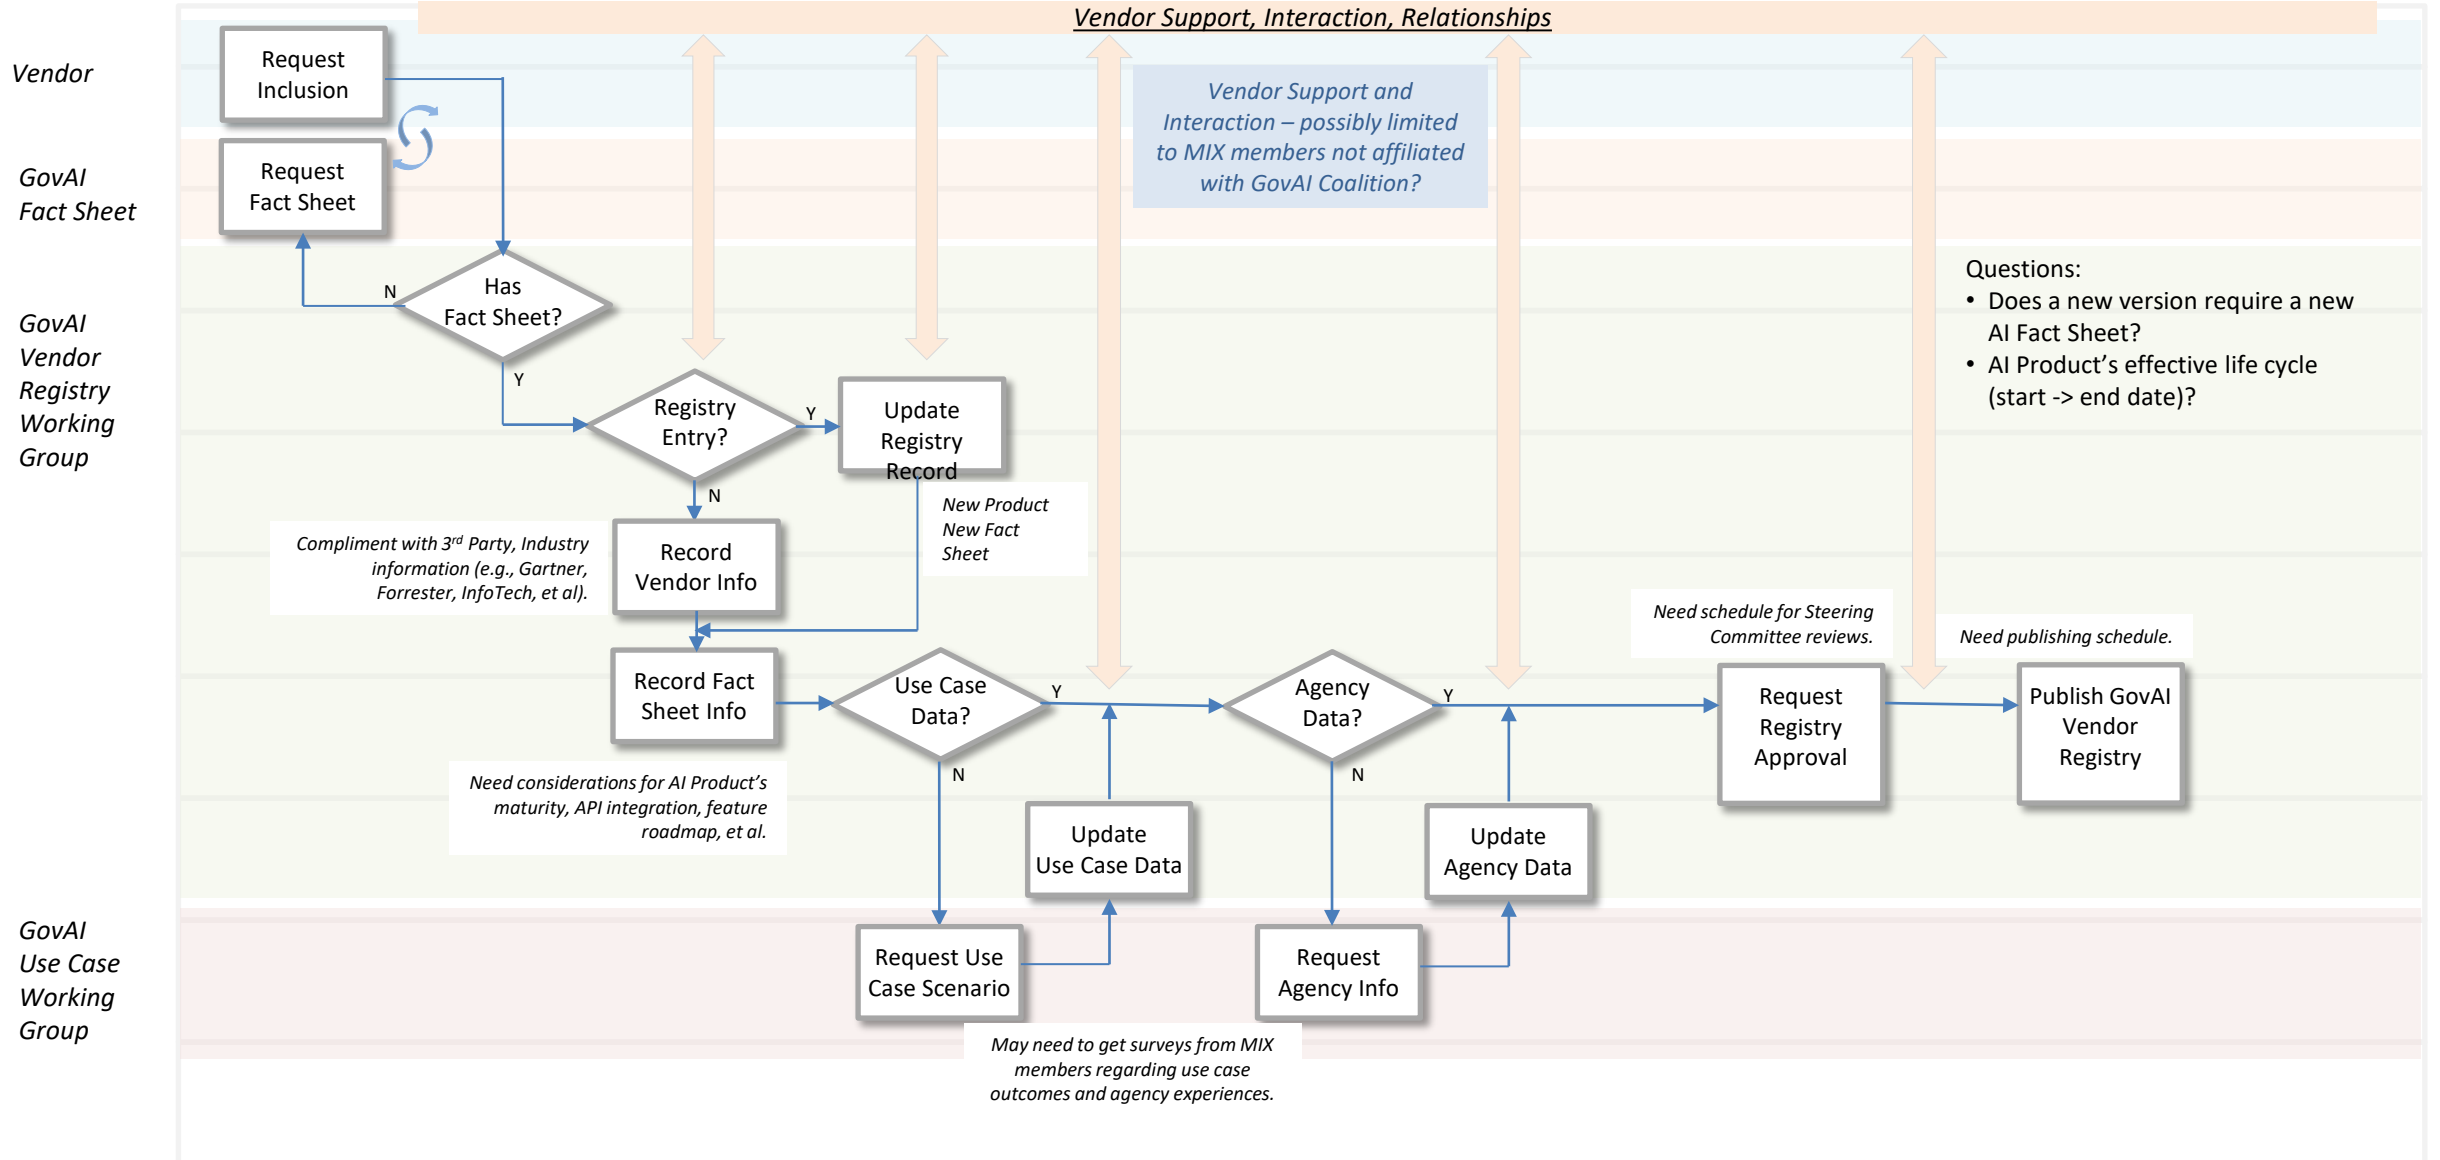 Vendor Support, Interaction, Relationships
Vendor
Request
Inclusion
Vendor Support and
Interaction – possibly limited
to MIX members not affiliated
with GovAI Coalition?
GovAI
Fact Sheet
Request
Fact Sheet
GovAI
Vendor
Registry
Working
Group
Has
Fact Sheet?
N
Y
Questions:
• Does a new version require a new
AI Fact Sheet?
• AI Product's effective life cycle
(start -> end date)?
Registry
Entry?
Y
N
Update
Registry
Record
New Product
New Fact
Sheet
Compliment with 3rd Party, Industry
information (e.g., Gartner,
Forrester, InfoTech, et al).
Record
Vendor Info
Record Fact
Sheet Info
Need considerations for AI Product's
maturity, API integration, feature
roadmap, et al.
Use Case
Data?
Y
N
Update
Use Case Data
Agency
Data?
Y
N
Update
Agency Data
Need schedule for Steering
Committee reviews.
Request
Registry
Approval
Need publishing schedule.
Publish GovAI
Vendor
Registry
GovAI
Use Case
Working
Group
Request Use
Case Scenario
Request
Agency Info
May need to get surveys from MIX
members regarding use case
outcomes and agency experiences.